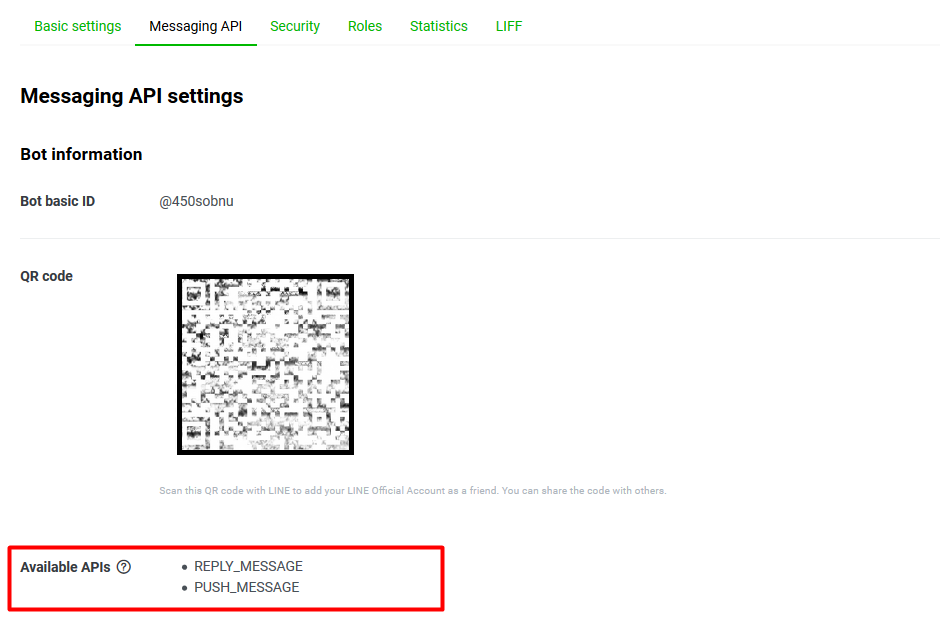 Basic settings Messaging API Security Roles Statistics LIFF
Messaging API settings
Bot information
Bot basic ID @450sobnu
QR code
Scan this QR code with LINE to add your LINE Official Account as a friend. You can share the code with others.
Available APIs ? • REPLY_MESSAGE
• PUSH_MESSAGE